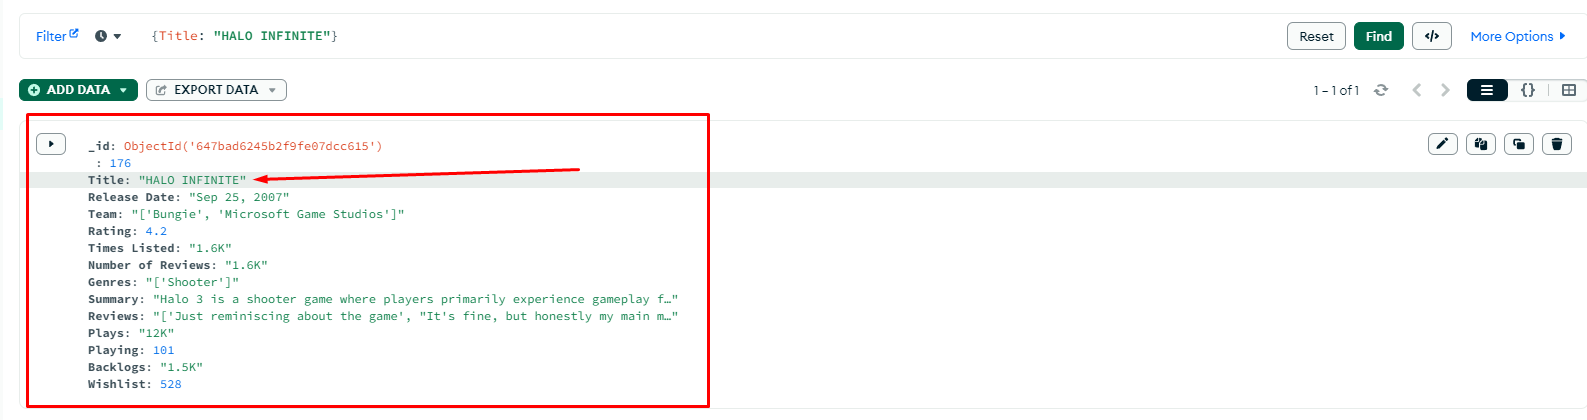 Filter {Title: "HALO INFINITE"} Reset Find </> More Options
ADD DATA EXPORT DATA 1 – 1 of 1 {}
_id: ObjectId('647bad6245b2f9fe07dcc615')
: 176
Title: "HALO INFINITE"
Release Date: "Sep 25, 2007"
Team: "['Bungie', 'Microsoft Game Studios']"
Rating: 4.2
Times Listed: "1.6K"
Number of Reviews: "1.6K"
Genres: "['Shooter']"
Summary: "Halo 3 is a shooter game where players primarily experience gameplay f…"
Reviews: "['Just reminiscing about the game', "It's fine, but honestly my main m…"
Plays: "12K"
Playing: 101
Backlogs: "1.5K"
Wishlist: 528